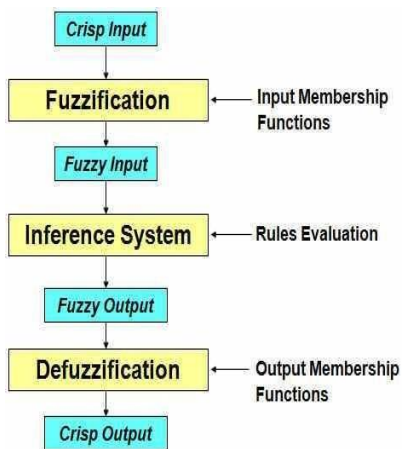 Crisp Input
Fuzzification
Input Membership
Functions
Fuzzy Input
Inference System
Rules Evaluation
Fuzzy Output
Defuzzification
Output Membership
Functions
Crisp Output